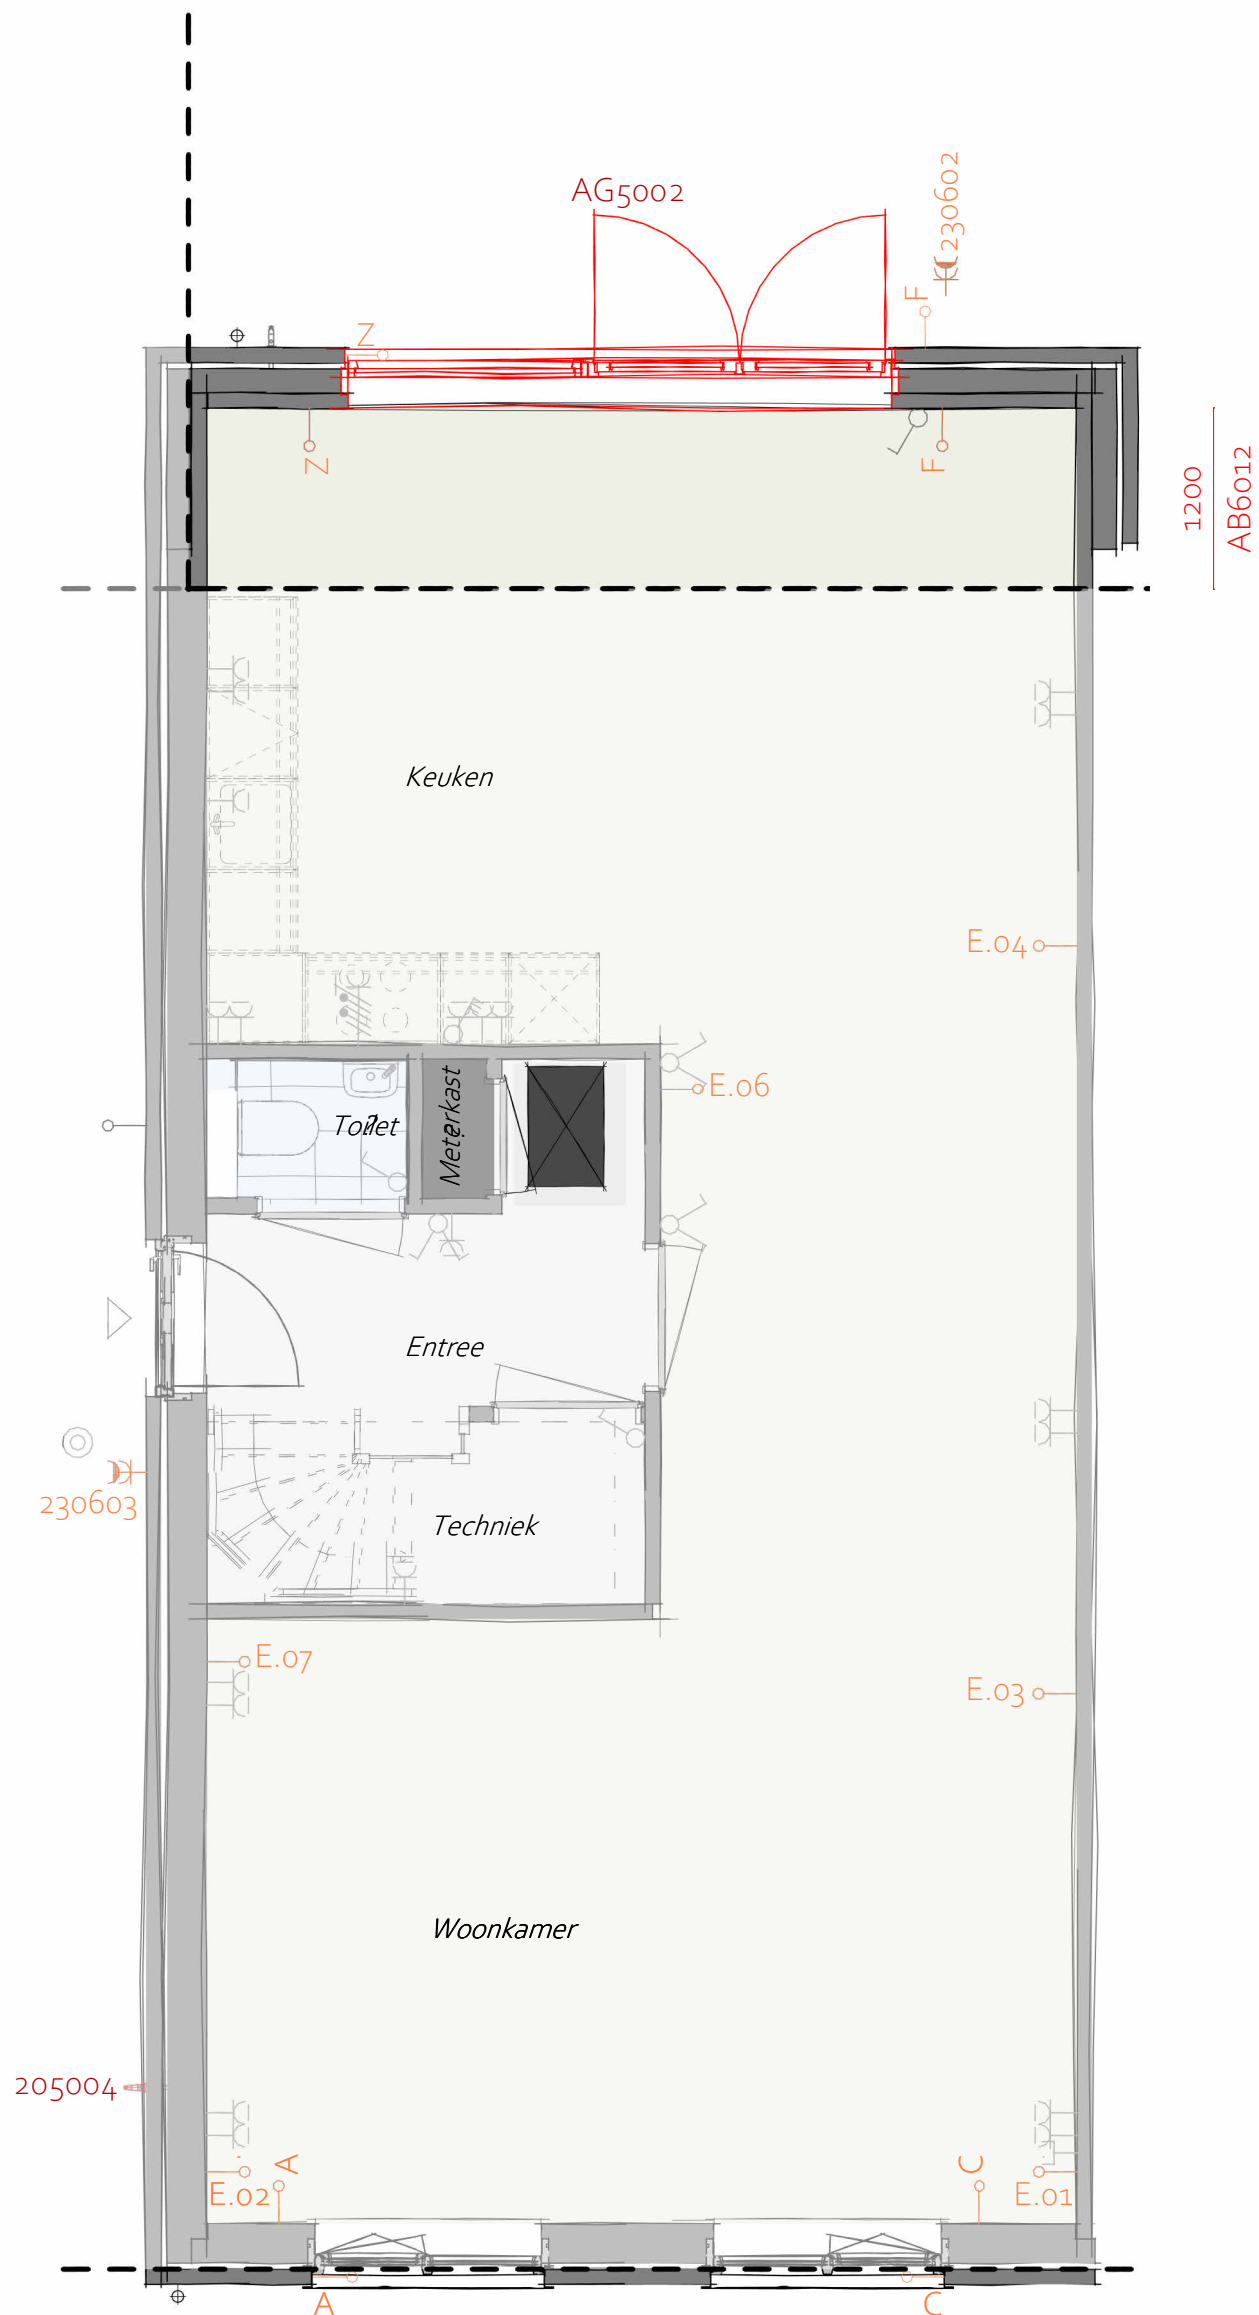 AG5002
230602
F
Z
Z
F
1200
AB6012
Keuken
E.04
E.06
Toilet
Meterkast
Entree
230603
Techniek
E.07
E.03
Woonkamer
205004
A
C
E.02
E.01
A
C